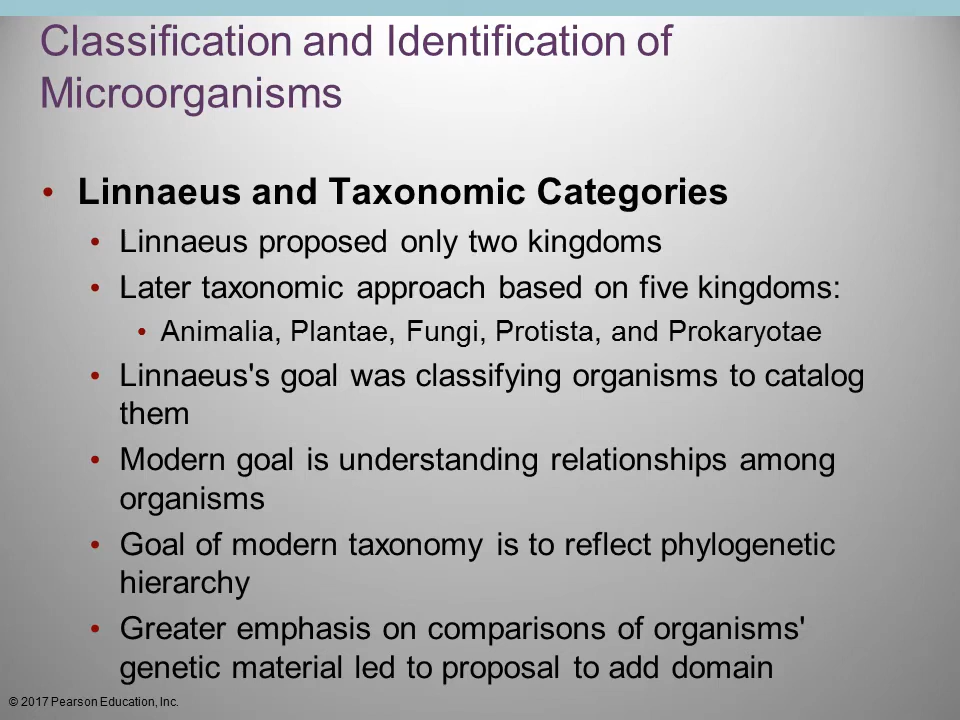 Classification and Identification of
Microorganisms
• Linnaeus and Taxonomic Categories
• Linnaeus proposed only two kingdoms
• Later taxonomic approach based on five kingdoms:
• Animalia, Plantae, Fungi, Protista, and Prokaryotae
• Linnaeus's goal was classifying organisms to catalog
them
• Modern goal is understanding relationships among
organisms
• Goal of modern taxonomy is to reflect phylogenetic
hierarchy
• Greater emphasis on comparisons of organisms'
genetic material led to proposal to add domain
© 2017 Pearson Education, Inc.